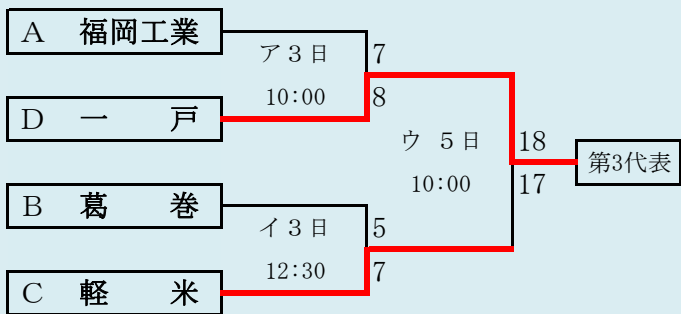 A 福岡工業
ア３日
7
10:00
8
D 一 戸
ウ ５日
18
10:00
17
第3代表
B 葛 巻
イ３日
5
12:30
7
C 軽 米